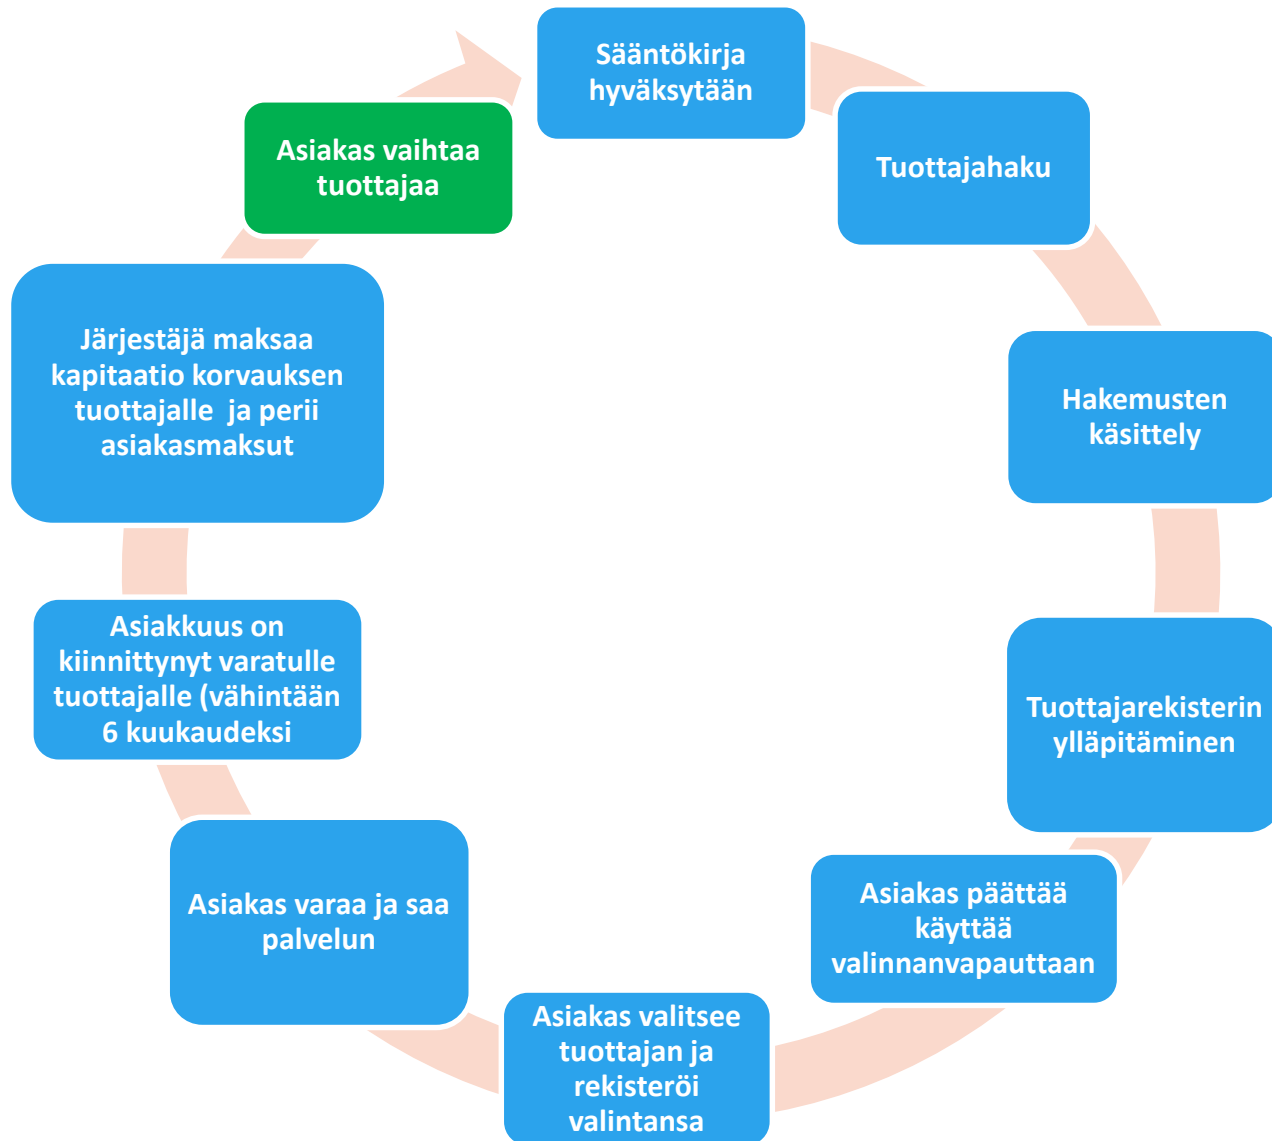 Sääntökirja
hyväksytään
Tuottajahaku
Hakemusten
käsittely
Tuottajarekisterin
ylläpitäminen
Asiakas päättää
käyttää
valinnanvapauttaan
Asiakas valitsee
tuottajan ja
rekisteröi
valintansa
Asiakas varaa ja saa
palvelun
Asiakkuus on
kiinnittynyt varatulle
tuottajalle (vähintään
6 kuukaudeksi
Järjestäjä maksaa
kapitaatio korvauksen
tuottajalle ja perii
asiakasmaksut
Asiakas vaihtaa
tuottajaa